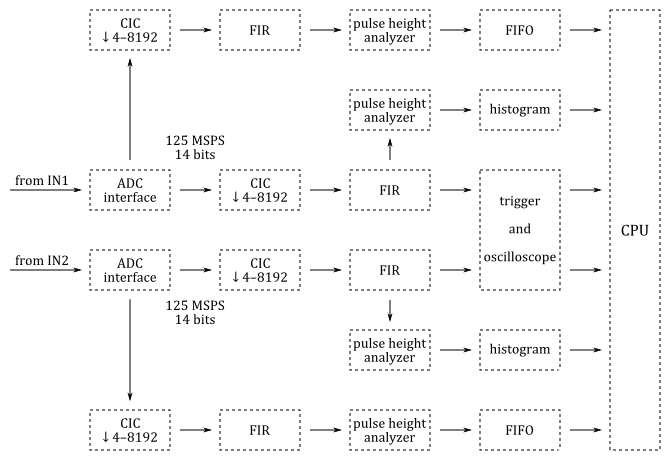 CIC
↓4–8192
FIR
pulse height
analyzer
FIFO
pulse height
analyzer
histogram
125 MSPS
14 bits
from IN1
ADC
interface
CIC
↓4–8192
FIR
trigger
and
oscilloscope
CPU
from IN2
ADC
interface
CIC
↓4–8192
FIR
125 MSPS
14 bits
pulse height
analyzer
histogram
CIC
↓4–8192
FIR
pulse height
analyzer
FIFO